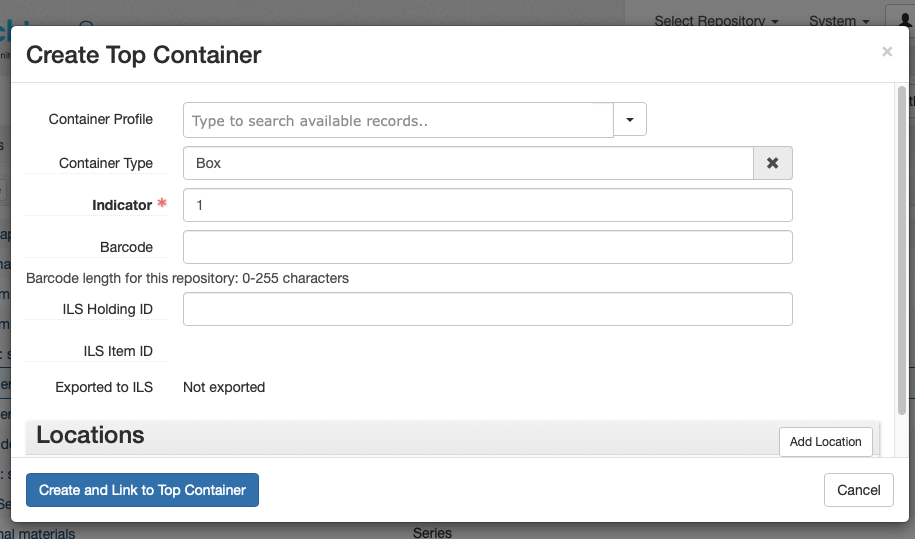 Select Repository System
Create Top Container ×
Container Profile Type to search available records..
Container Type Box
Indicator * 1
Barcode
Barcode length for this repository: 0-255 characters
ILS Holding ID
ILS Item ID
Exported to ILS Not exported
Locations
Add Location
Create and Link to Top Container Cancel
nal materials Series